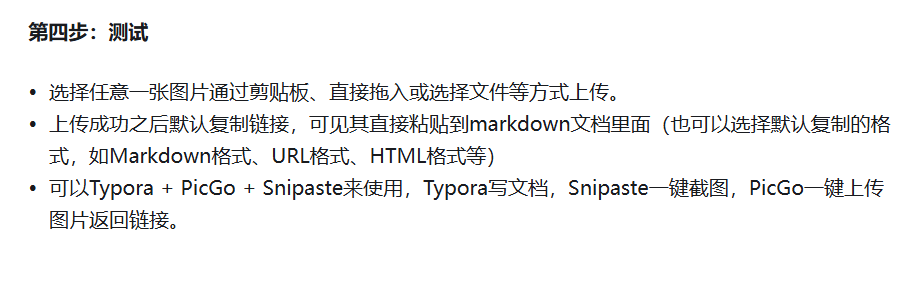 第四步：测试
• 选择任意一张图片通过剪贴板、直接拖入或选择文件等方式上传。
• 上传成功之后默认复制链接，可见其直接粘贴到markdown文档里面（也可以选择默认复制的格
式，如Markdown格式、URL格式、HTML格式等）
• 可以Typora + PicGo + Snipaste来使用，Typora写文档，Snipaste一键截图，PicGo一键上传
图片返回链接。